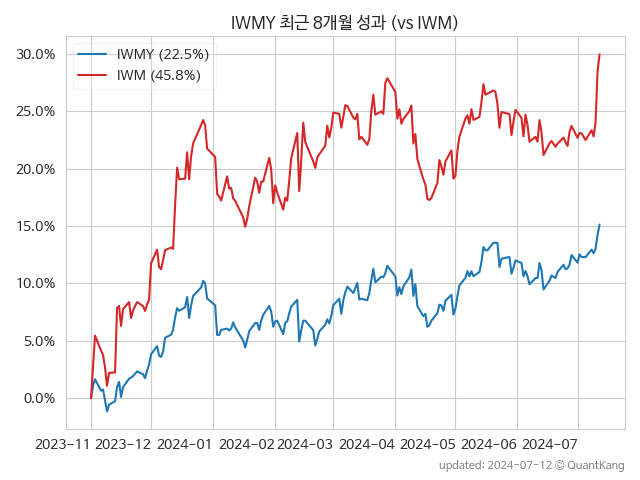 IWMY 최근 8개월 성과 (vs IWM)
IWMY (22.5%)
IWM (45.8%)
30.0%
25.0%
20.0%
15.0%
10.0%
5.0%
0.0%
2023-11 2023-12 2024-01 2024-02 2024-03 2024-04 2024-05 2024-06 2024-07
updated: 2024-07-12 © QuantKang